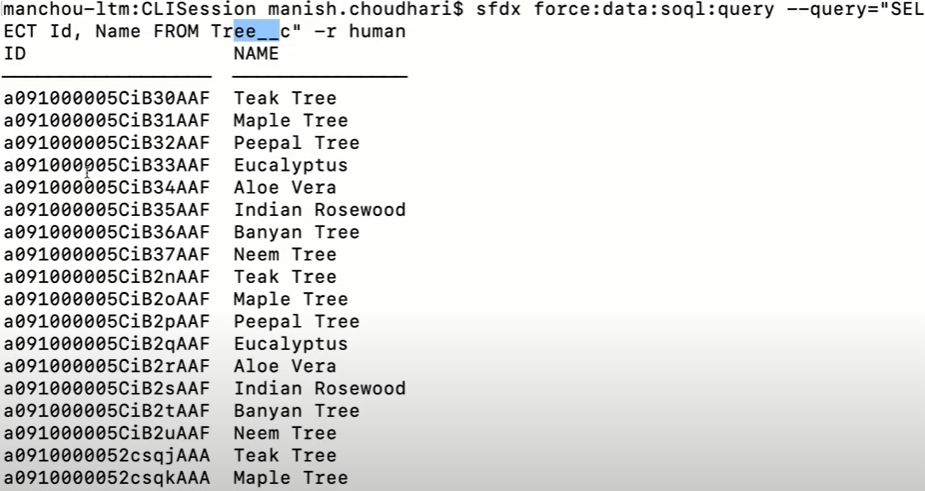 manchou-ltm:CLISession manish.choudhari$ sfdx force:data:soql:query --query="SEL
ECT Id, Name FROM Tree__c" -r human
ID NAME
a091000005CiB30AAF Teak Tree
a091000005CiB31AAF Maple Tree
a091000005CiB32AAF Peepal Tree
a091000005CiB33AAF Eucalyptus
a091000005CiB34AAF Aloe Vera
a091000005CiB35AAF Indian Rosewood
a091000005CiB36AAF Banyan Tree
a091000005CiB37AAF Neem Tree
a091000005CiB2nAAF Teak Tree
a091000005CiB2oAAF Maple Tree
a091000005CiB2pAAF Peepal Tree
a091000005CiB2qAAF Eucalyptus
a091000005CiB2rAAF Aloe Vera
a091000005CiB2sAAF Indian Rosewood
a091000005CiB2tAAF Banyan Tree
a091000005CiB2uAAF Neem Tree
a0910000052csqjAAA Teak Tree
a0910000052csqkAAA Maple Tree